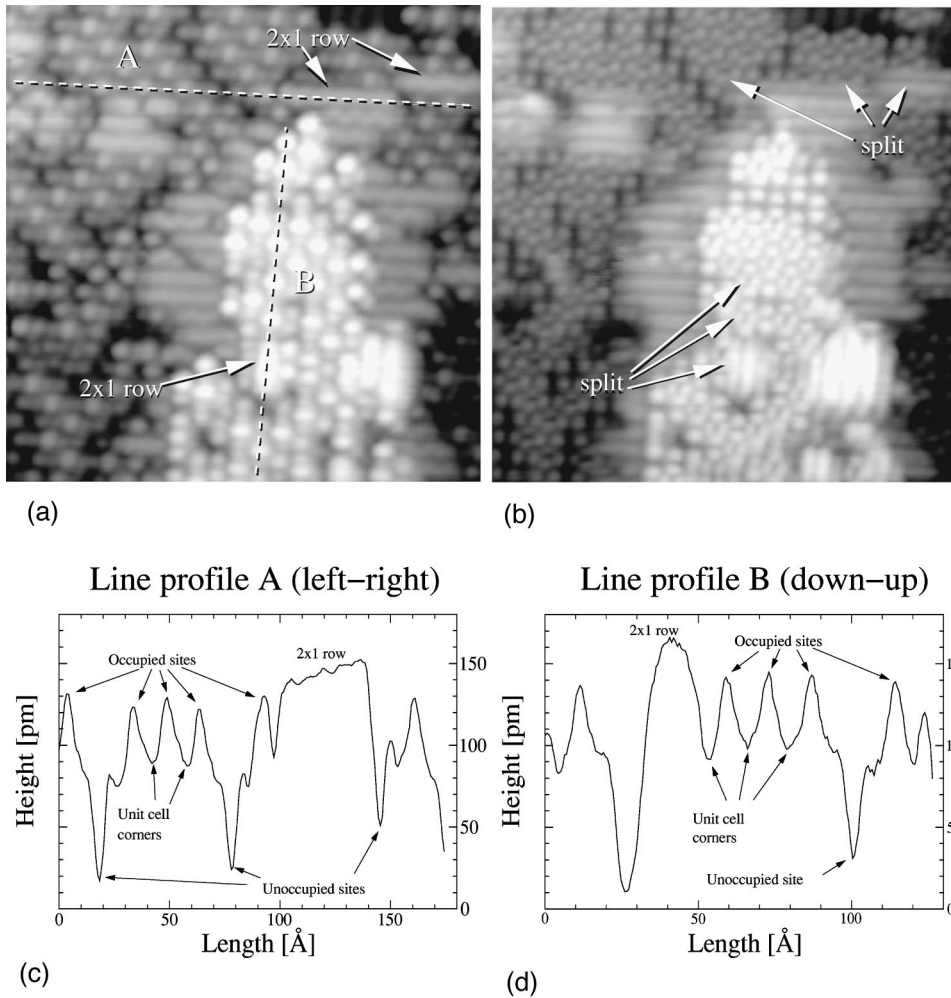 2x1 row
A
B
2x1 row
(a)
split
split
(b)
Line profile A (left–right)
Height [pm]
150
100
50
0
2x1 row
Occupied sites
Unit cell
corners
Unoccupied sites
0
50
100
150
Length [Å]
(c)
Line profile B (down–up)
Height [pm]
2x1 row
Occupied sites
Unit cell
corners
Unoccupied site
0
50
100
Length [Å]
(d)